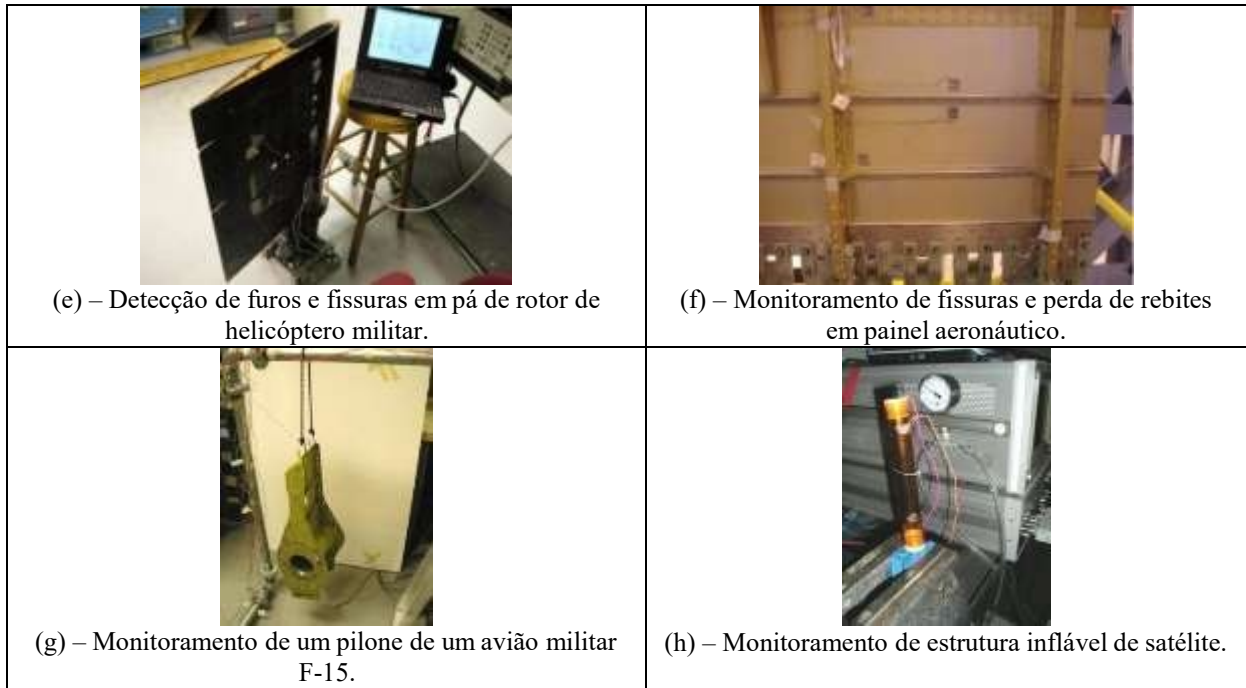 (e) – Detecção de furos e fissuras em pá de rotor de
helicóptero militar.
(f) – Monitoramento de fissuras e perda de rebites
em painel aeronáutico.
(g) – Monitoramento de um pilone de um avião militar
F-15.
(h) – Monitoramento de estrutura inflável de satélite.